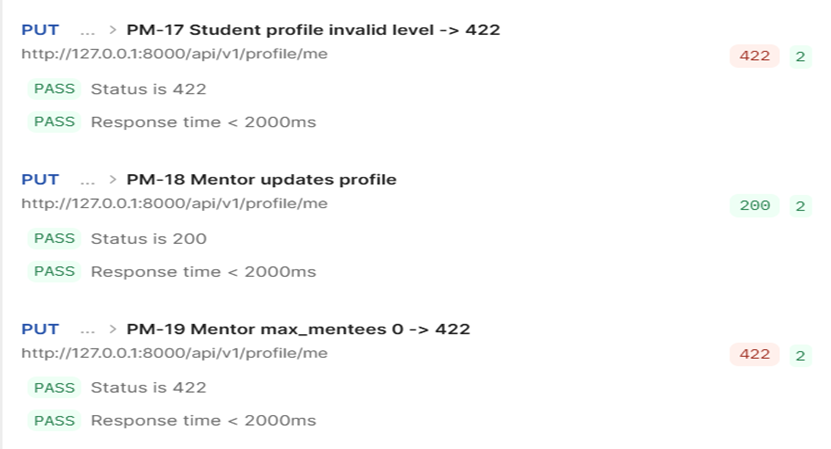 PUT ... > PM-17 Student profile invalid level -> 422
http://127.0.0.1:8000/api/v1/profile/me 422 2
PASS Status is 422
PASS Response time < 2000ms
PUT ... > PM-18 Mentor updates profile
http://127.0.0.1:8000/api/v1/profile/me 200 2
PASS Status is 200
PASS Response time < 2000ms
PUT ... > PM-19 Mentor max_mentees 0 -> 422
http://127.0.0.1:8000/api/v1/profile/me 422 2
PASS Status is 422
PASS Response time < 2000ms